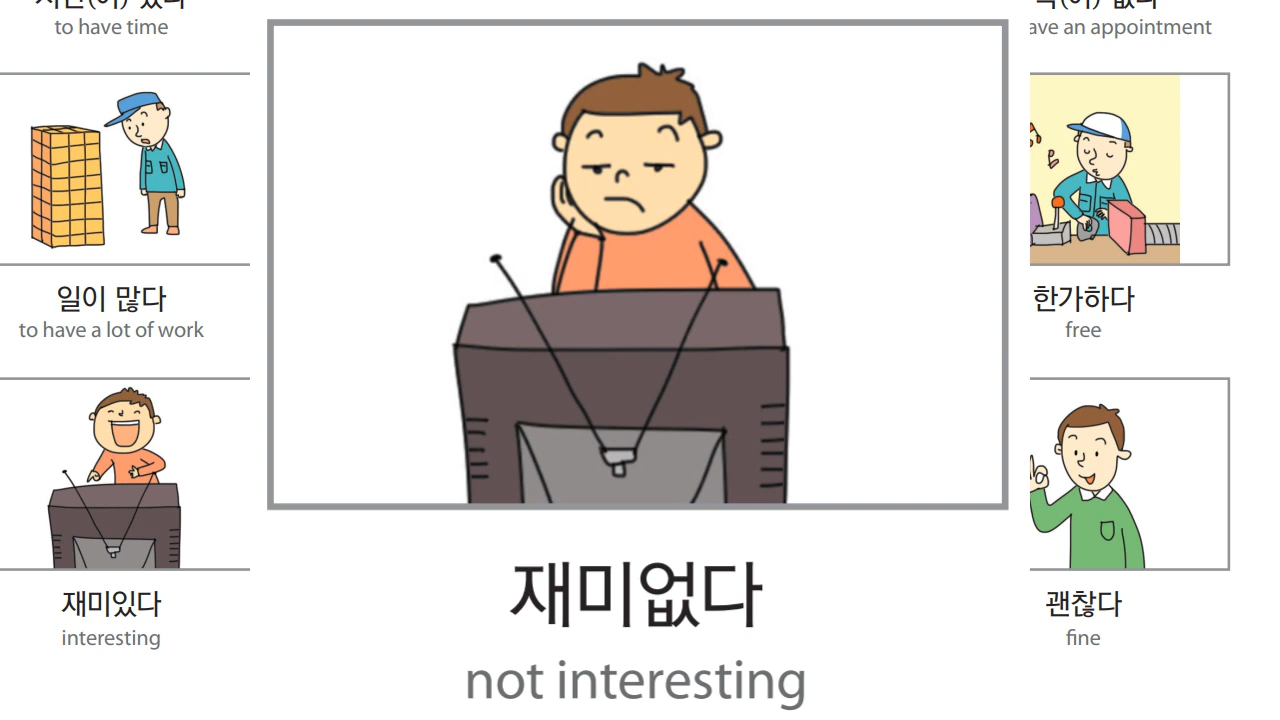 to have time
일이 많다
to have a lot of work
재미있다
interesting
재미없다
not interesting
an appointment
한가하다
free
괜찮다
fine